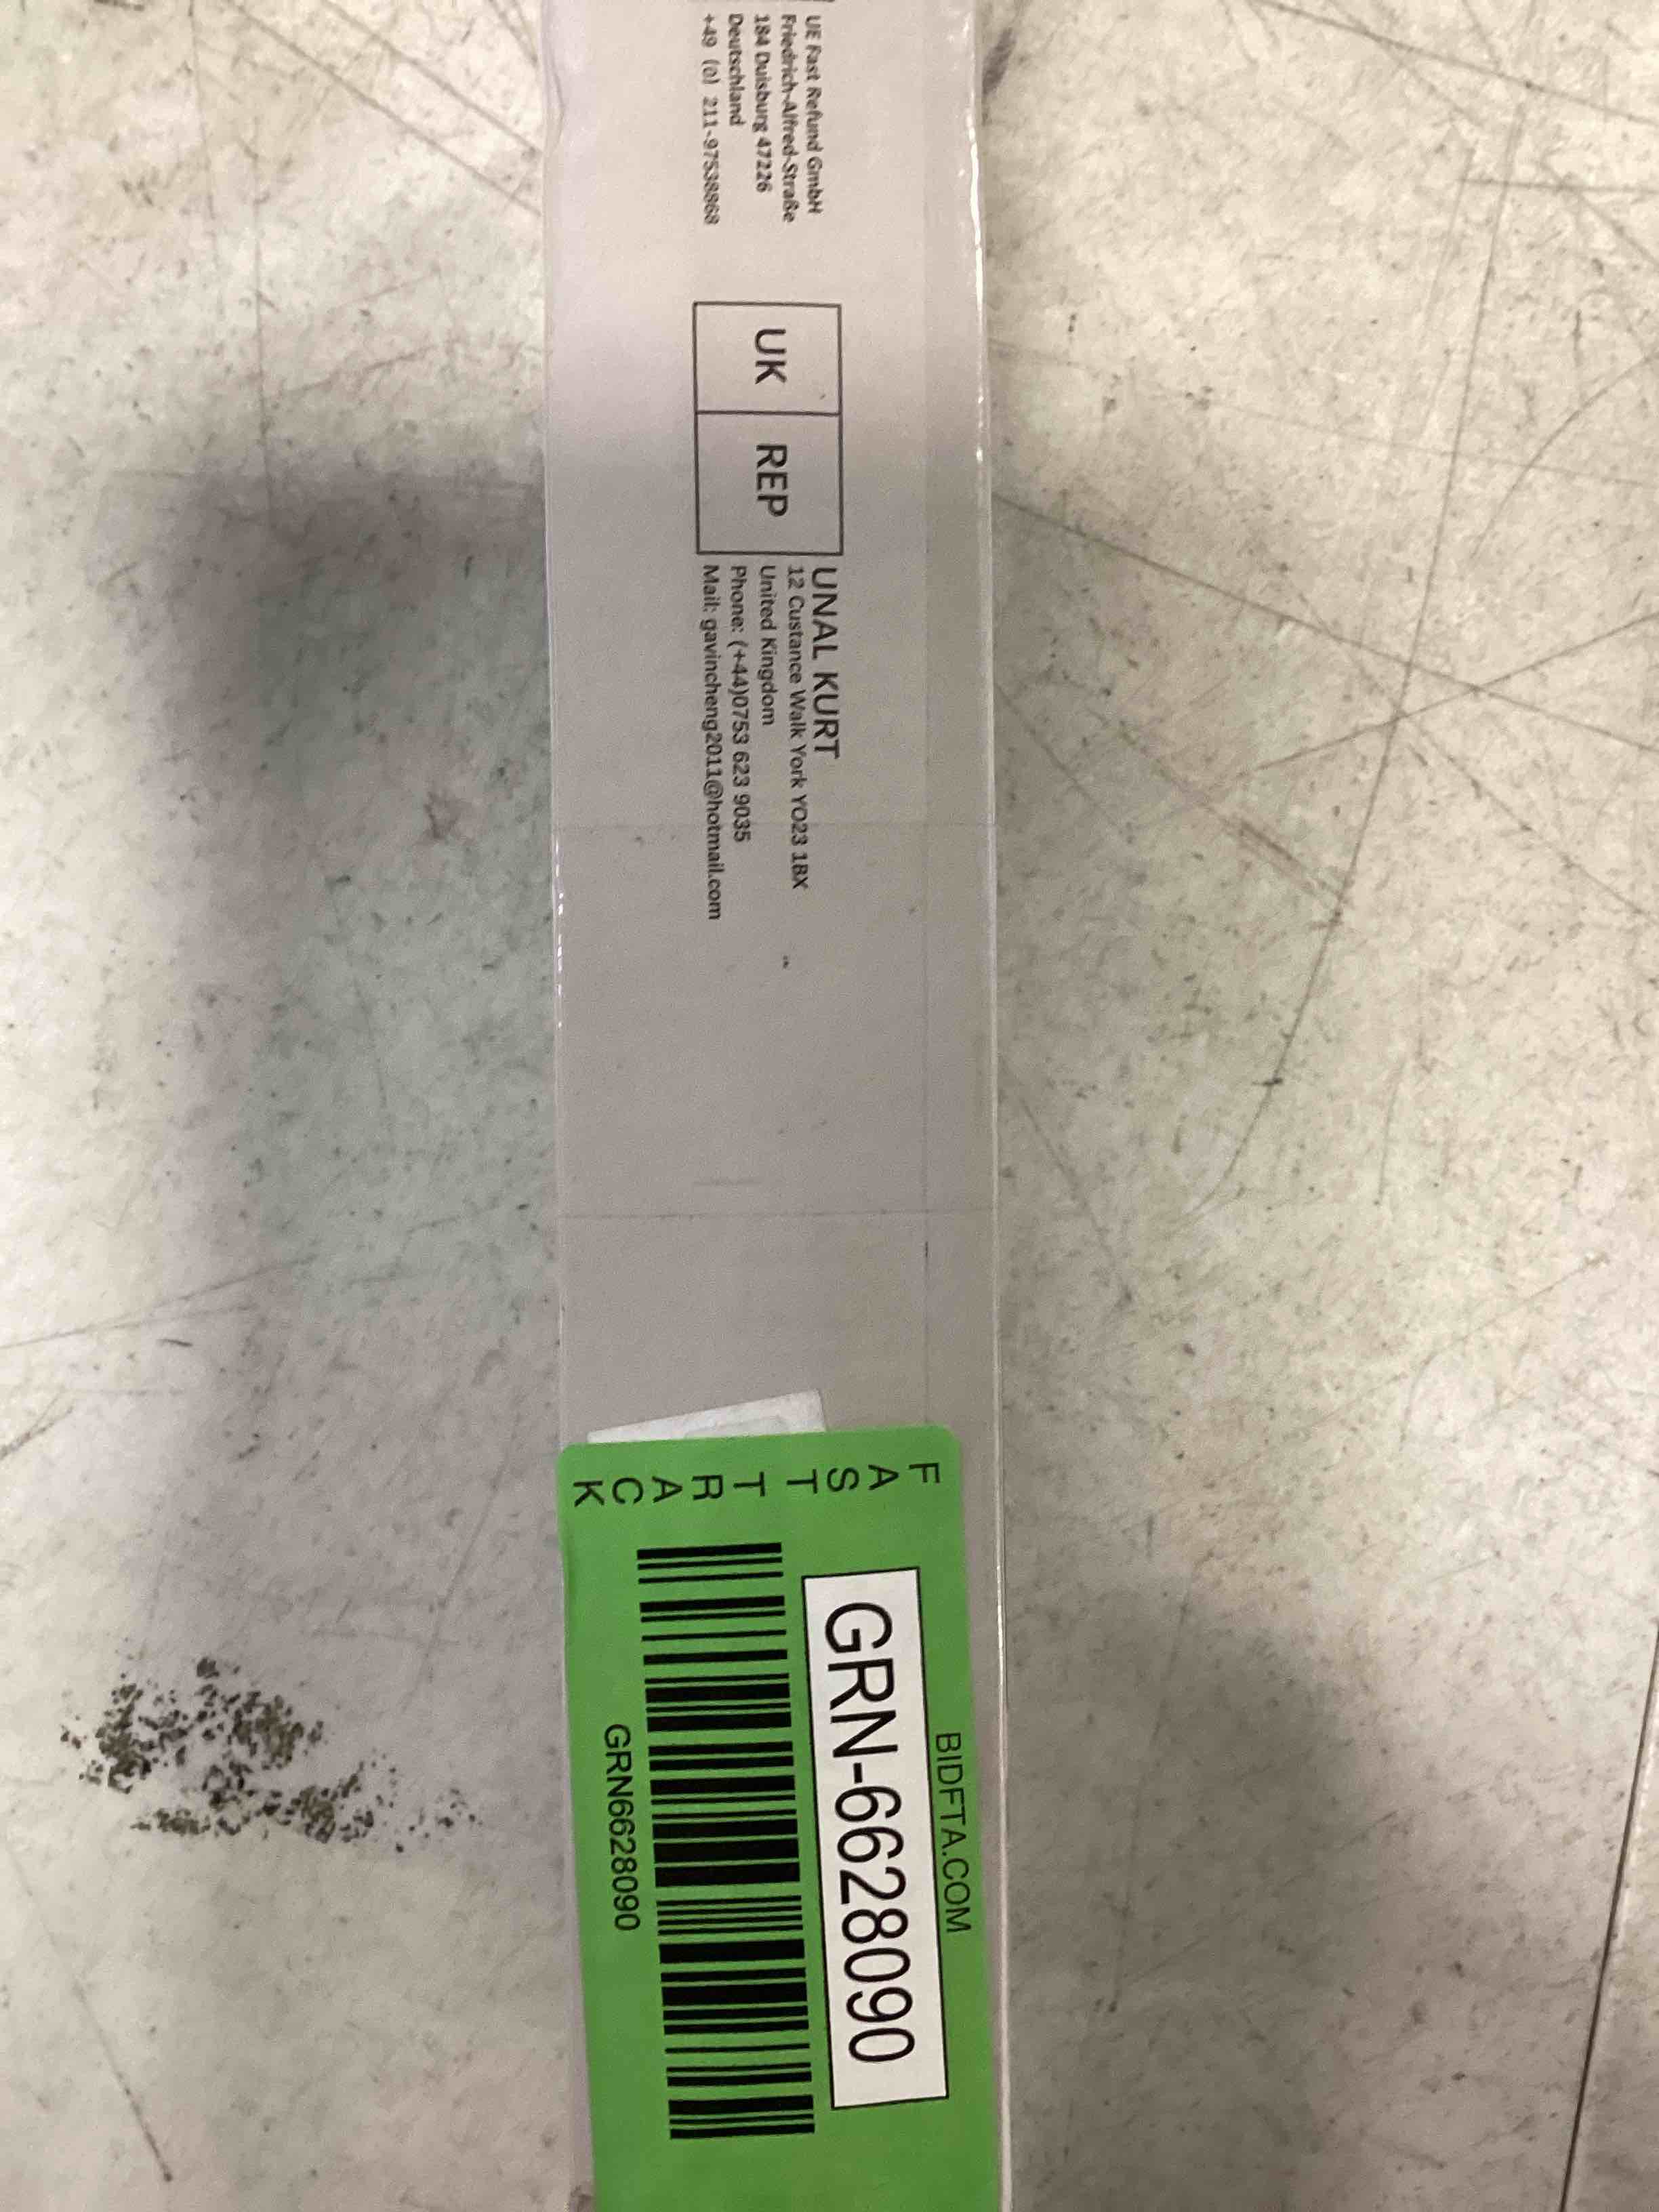 UE Fast Refund GmbH
Friedrich-Alfred-Straße
184 Duisburg 47226
Deutschland
+49 (0) 211-97538868
UK REP
UNAL KURT
12 Custance Walk York YO23 1BX
United Kingdom
Phone: (+44)0753 623 9035
Mail: gavincheng2011@hotmail.com
FAST TRACK
BIDFTA.COM
GRN-6628090
GRN6628090